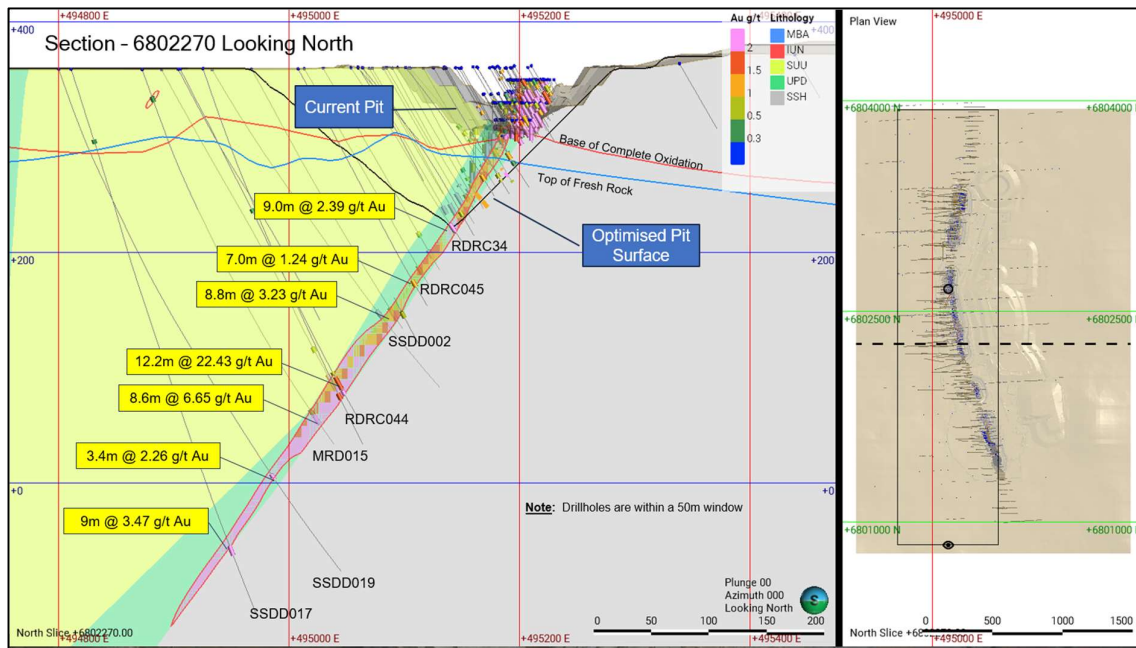 +494800 E
+495000 E
+495200 E
+495400 E
+400
+400
Section - 6802270 Looking North
Au g/t
Lithology
2
1.5
1
0.5
0.3
MBA
IUN
SUU
UPD
SSH
Current Pit
Base of Complete Oxidation
Top of Fresh Rock
9.0m @ 2.39 g/t Au
RDRC34
Optimised Pit
Surface
+200
7.0m @ 1.24 g/t Au
RDRC045
8.8m @ 3.23 g/t Au
SSDD002
12.2m @ 22.43 g/t Au
RDRC044
8.6m @ 6.65 g/t Au
MRD015
3.4m @ 2.26 g/t Au
+0
9m @ 3.47 g/t Au
Note: Drillholes are within a 50m window
SSDD019
SSDD017
Plunge 00
Azimuth 000
Looking North
S
0 50 100 150 200
North Slice +6802270.00
+494800 E
+495000 E
+495200 E
Plan View
+495000 E
+6804000 N
+6804000
+6802500 N
+6802500
+6801000 N
+6801000
0 500 1000 1500
North Slice
+495000 E